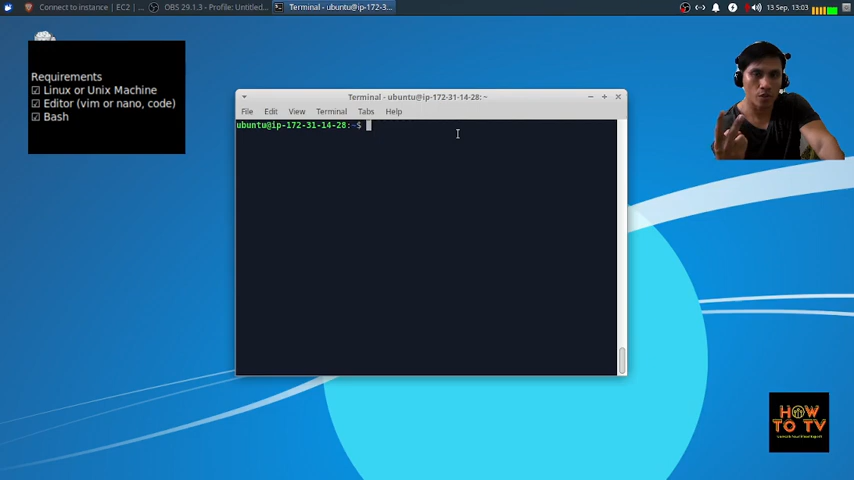 Connect to instance | EC2 | ...
OBS 29.1.3 - Profile: Untitled...
Terminal - ubuntu@ip-172-3...
13 Sep, 13:03
Requirements
☑ Linux or Unix Machine
☑ Editor (vim or nano, code)
☑ Bash
Terminal - ubuntu@ip-172-31-14-28: ~
File Edit View Terminal Tabs Help
ubuntu@ip-172-31-14-28:~$
HOW
TO TV